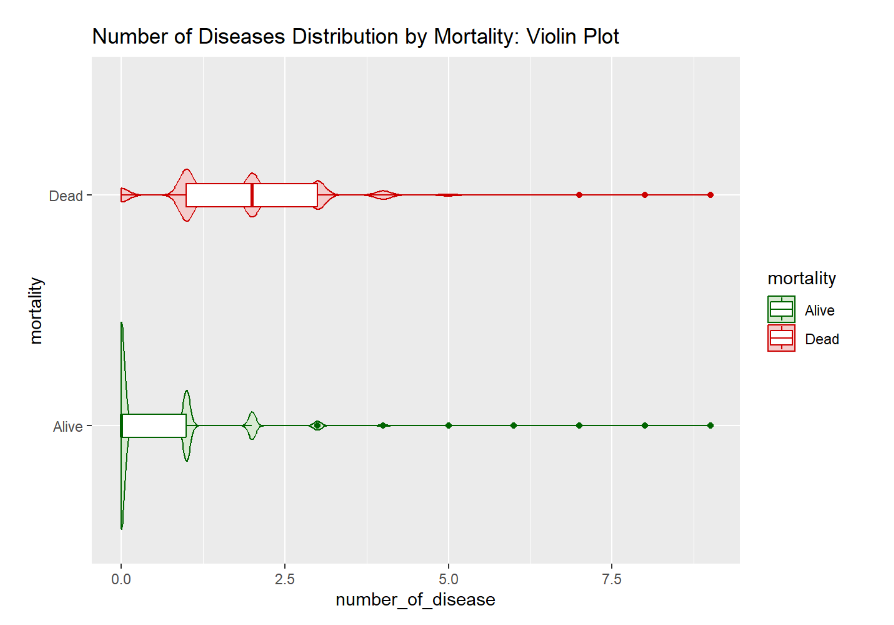 Number of Diseases Distribution by Mortality: Violin Plot
mortality
Dead
Alive
0.0 2.5 5.0 7.5
number_of_disease
mortality
Alive
Dead